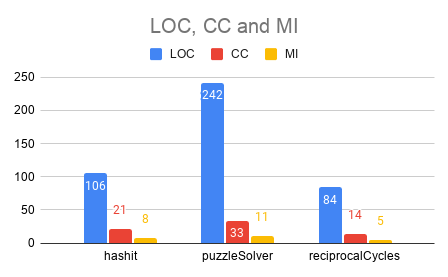 LOC, CC and MI
LOC CC MI
250
200
150
100
50
0
106 21 8
242 33 11
84 14 5
hashit puzzleSolver reciprocalCycles